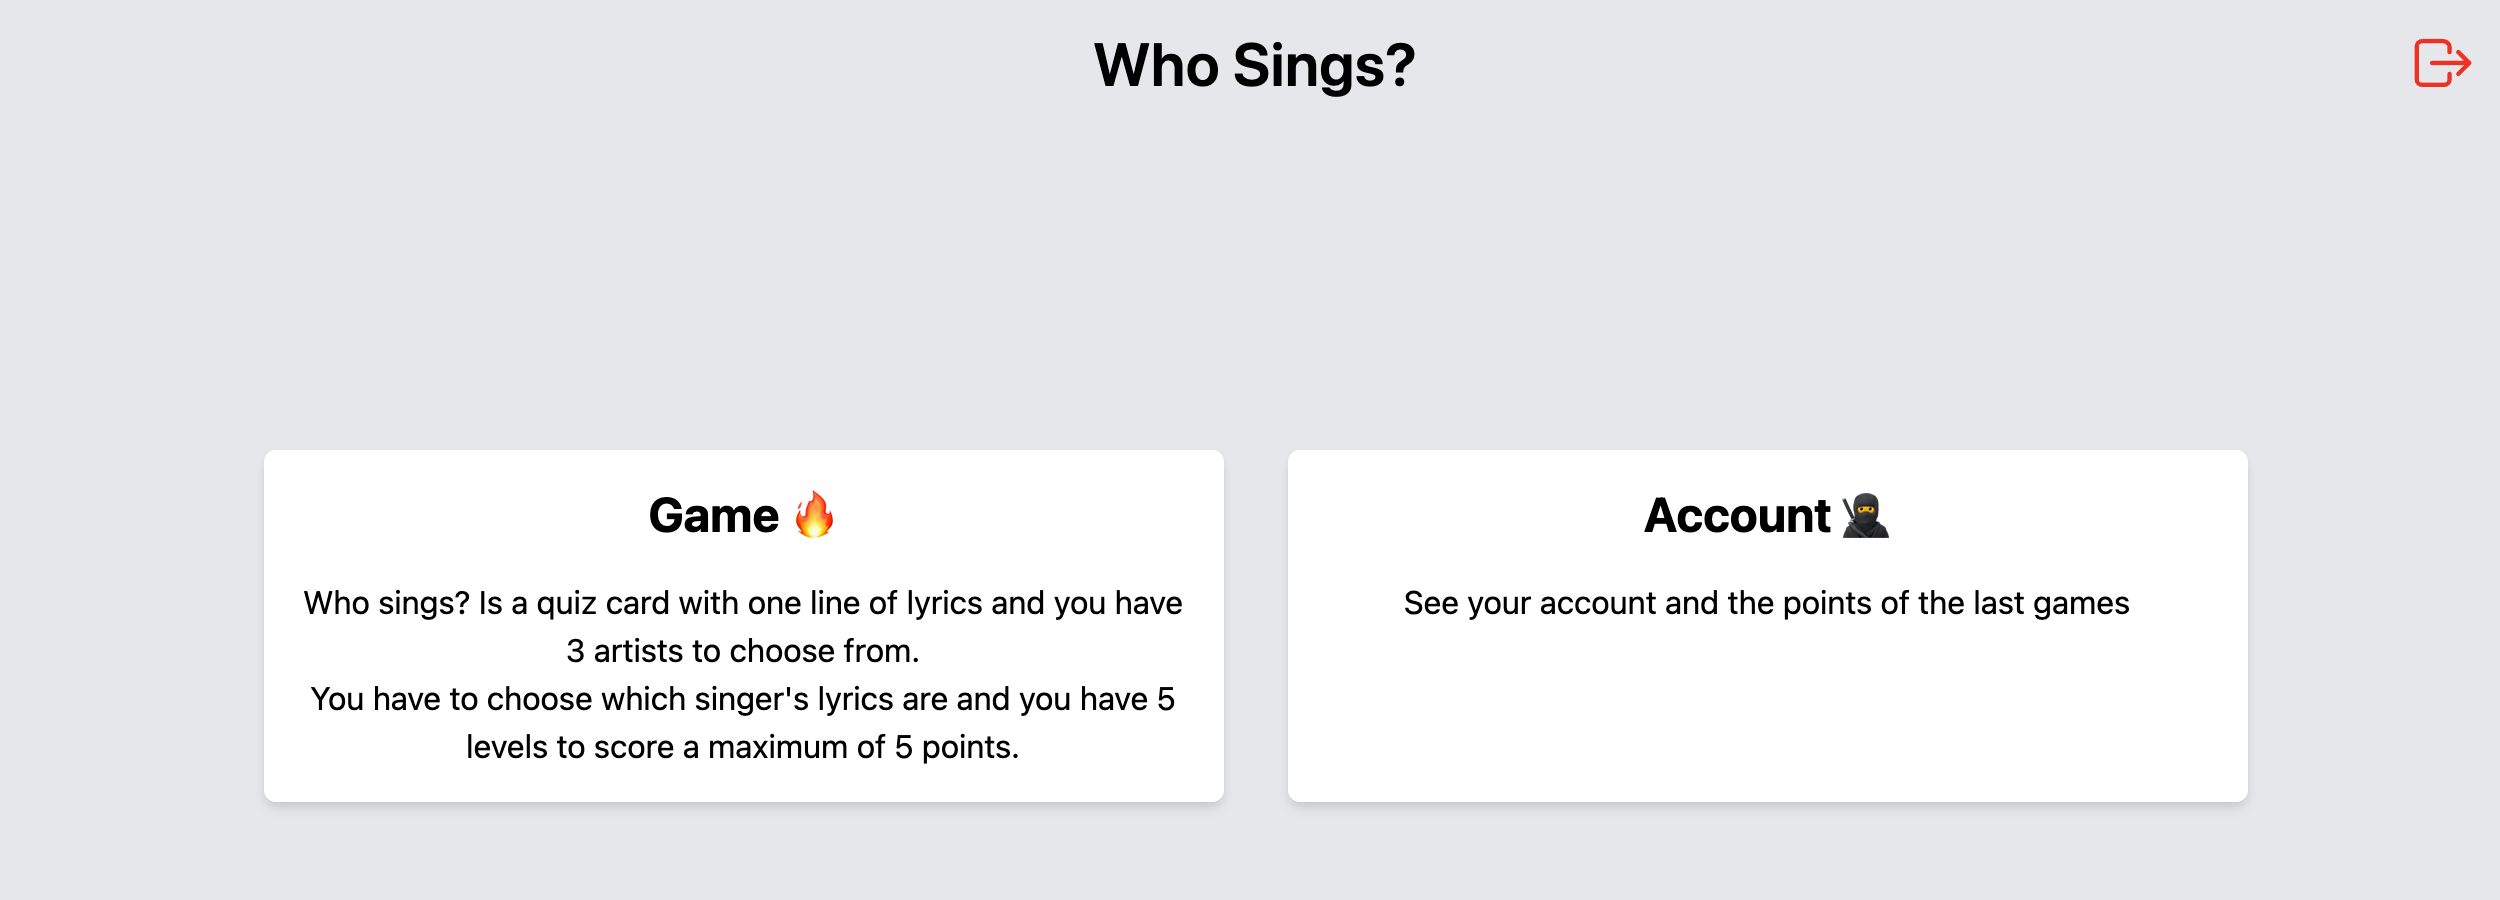 Who Sings?
Game 🔥
Who sings? Is a quiz card with one line of lyrics and you have
3 artists to choose from.
You have to choose which singer's lyrics are and you have 5
levels to score a maximum of 5 points.
Account 🥷
See your account and the points of the last games